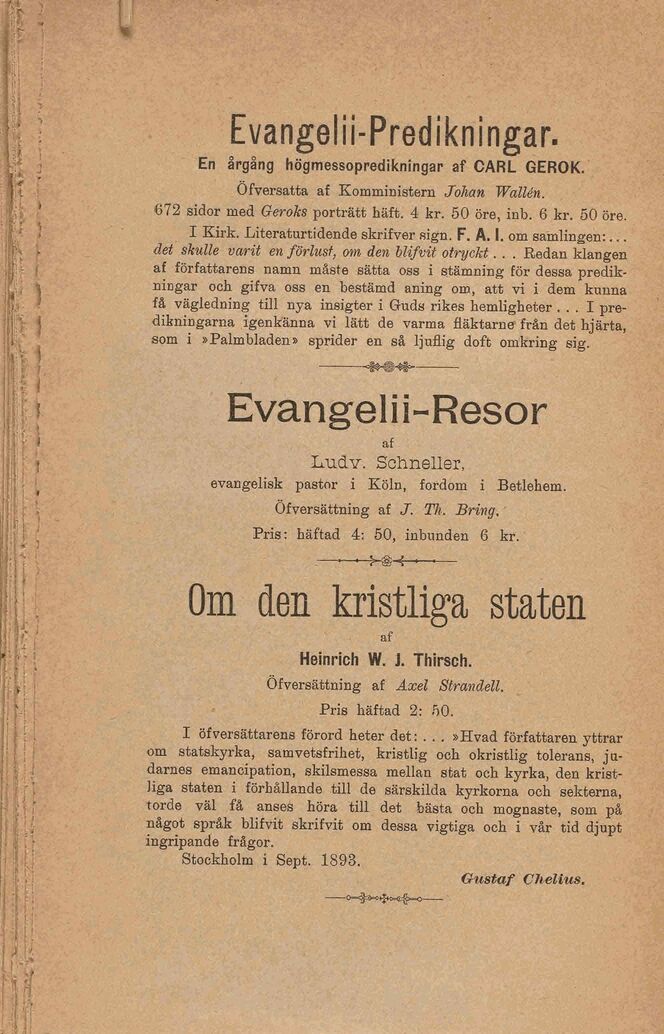 Evangelii-Predikningar.
En årgång högmessopredikningar af CARL GEROK.
Öfversatta af Komministern Johan Wallén.
672 sidor med Geroks porträtt häft. 4 kr. 50 öre, inb. 6 kr. 50 öre.
I Kirk. Literaturtidende skrifver sign. F. A. I. om samlingen: ...
det skulle varit en förlust, om den blifvit otryckt ... Redan klangen
af författarens namn måste sätta oss i stämning för dessa predik-
ningar och gifva oss en bestämd aning om, att vi i dem kunna
få vägledning till nya insigter i Guds rikes hemligheter ... I pre-
dikningarna igenkänna vi lätt de varma fläktarne från det hjärta,
som i »Palmbladen» sprider en så ljuflig doft omkring sig.
Evangelii-Resor
af
Ludv. Schneller,
evangelisk pastor i Köln, fordom i Betlehem.
Öfversättning af J. Th. Bring.
Pris: häftad 4: 50, inbunden 6 kr.
Om den kristliga staten
af
Heinrich W. J. Thirsch.
Öfversättning af Axel Strandell.
Pris häftad 2: 50.
I öfversättarens förord heter det: ... »Hvad författaren yttrar
om statskyrka, samvetsfrihet, kristlig och okristlig tolerans, ju-
darnes emancipation, skilsmessa mellan stat och kyrka, den krist-
liga staten i förhållande till de särskilda kyrkorna och sekterna,
torde väl få anses höra till det bästa och mognaste, som på
något språk blifvit skrifvit om dessa vigtiga och i vår tid djupt
ingripande frågor.
Stockholm i Sept. 1893.
Gustaf Chelius.